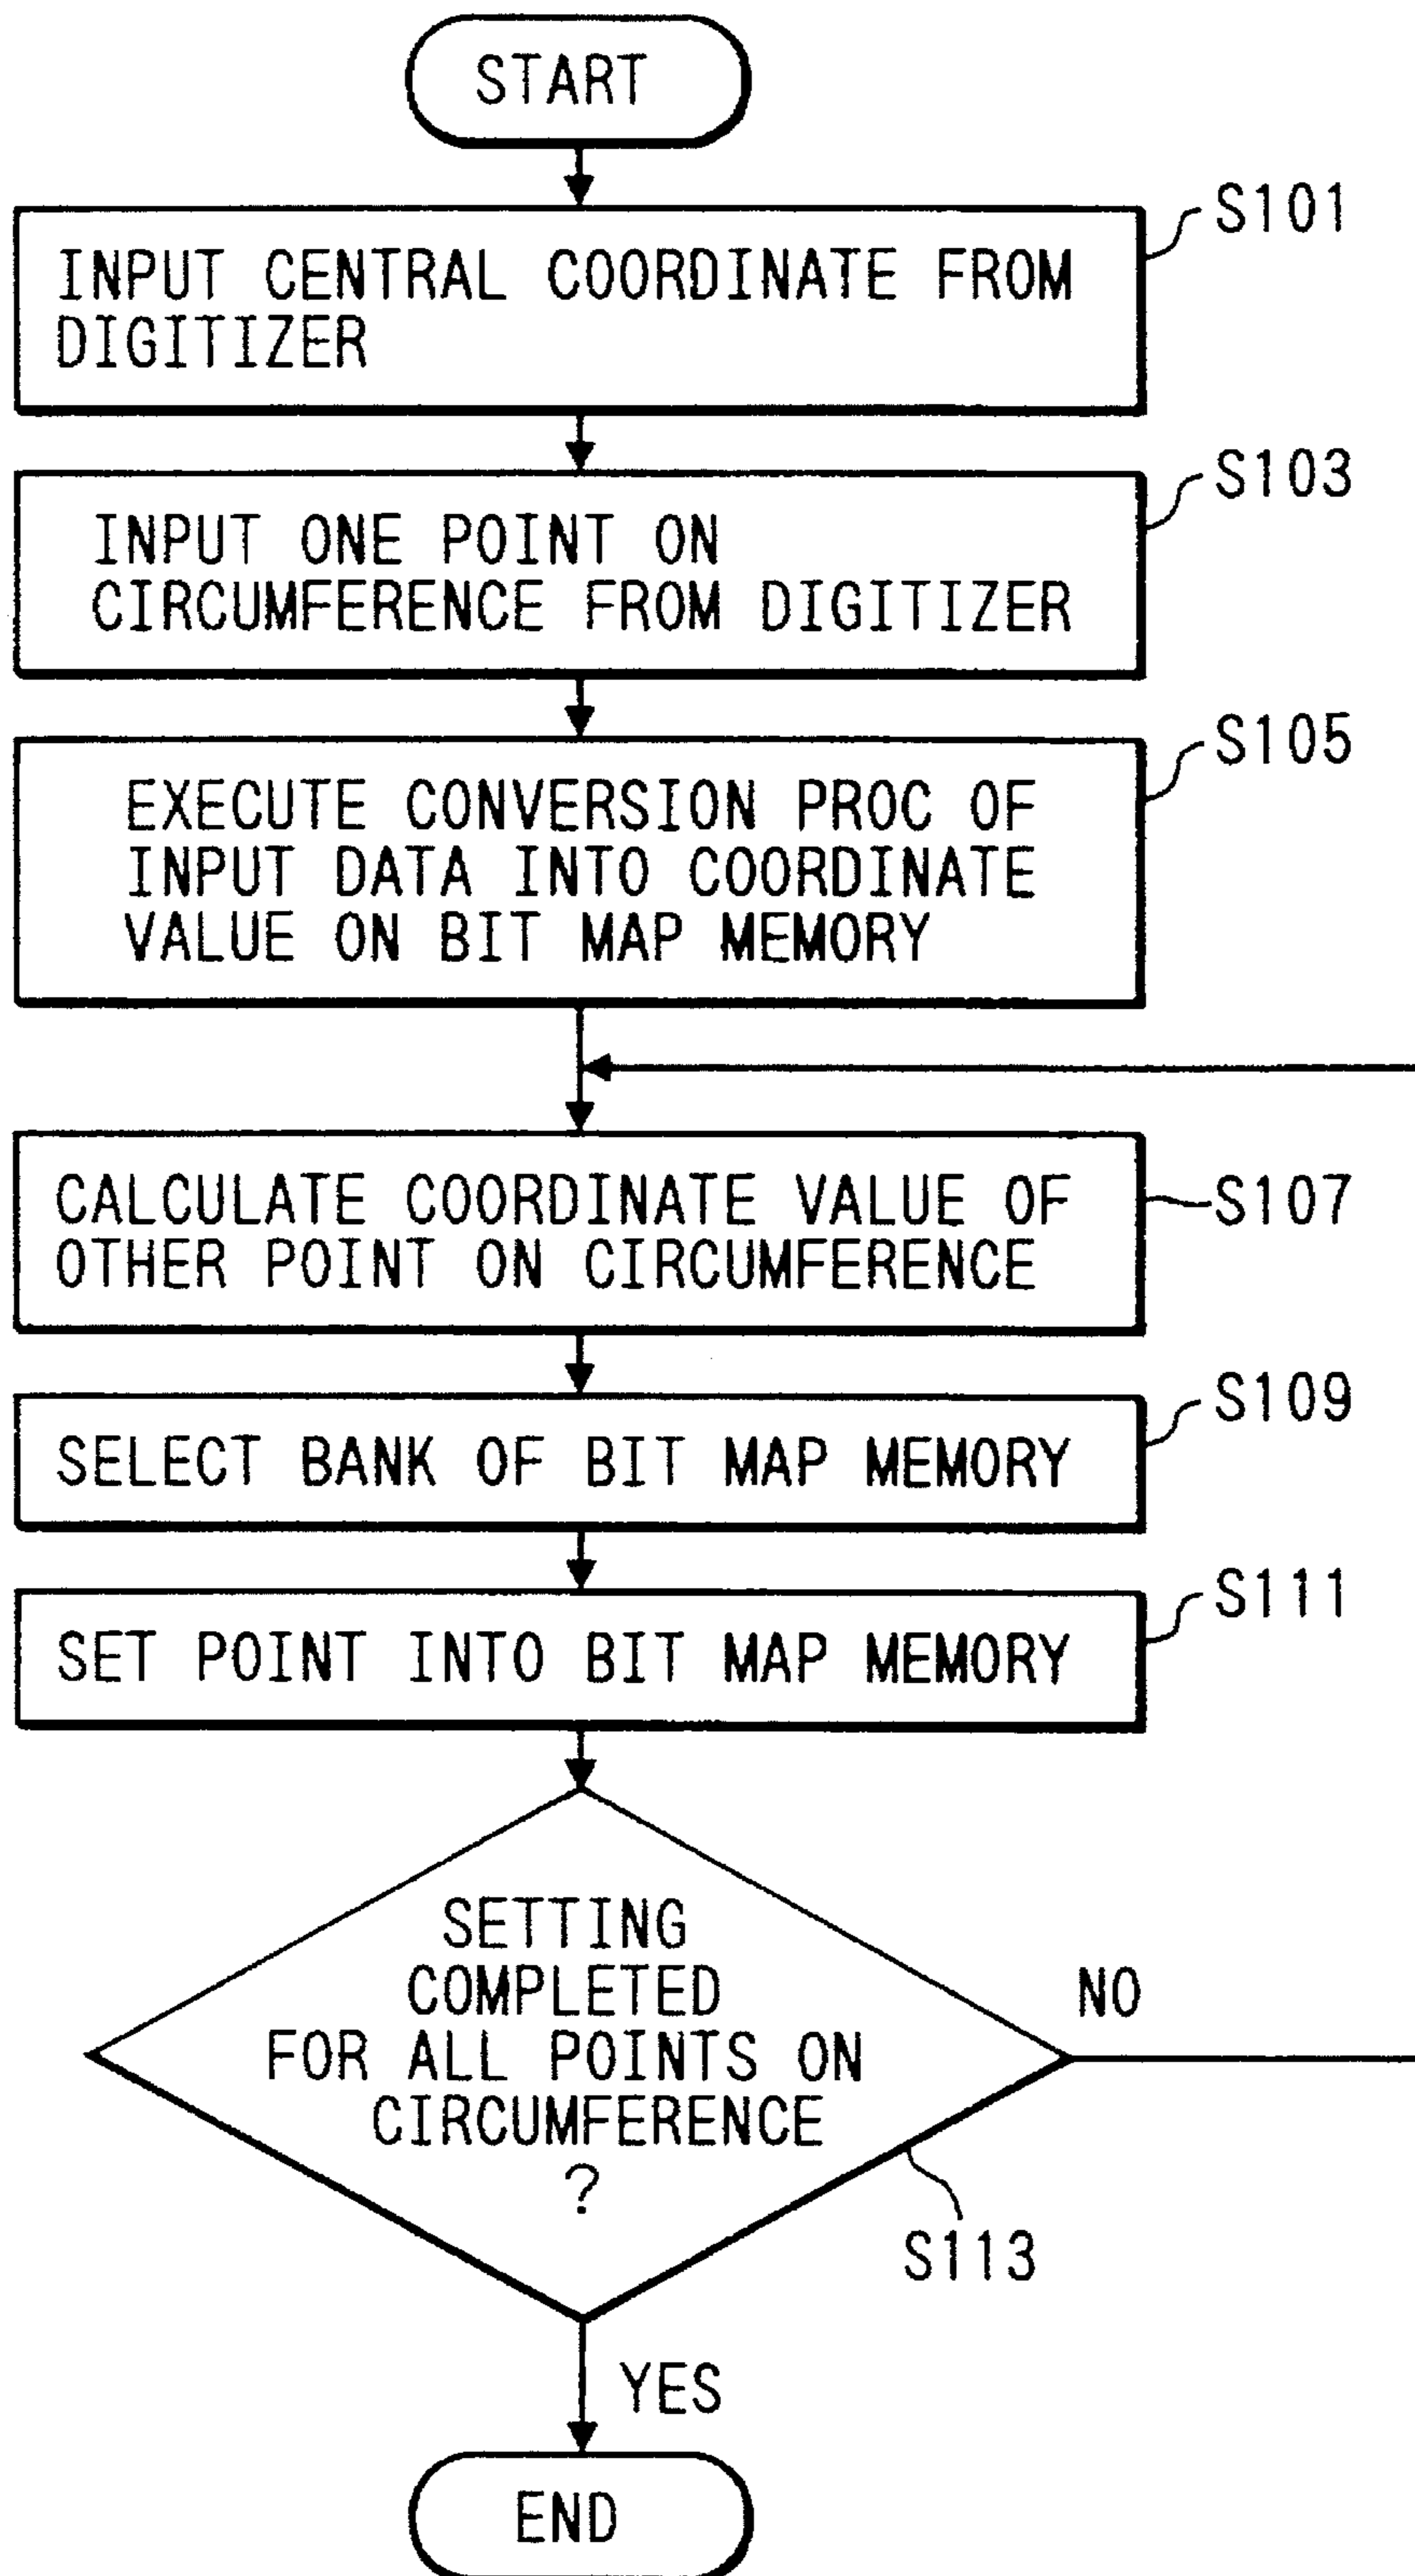 START
S101
INPUT CENTRAL COORDINATE FROM
DIGITIZER
S103
INPUT ONE POINT ON
CIRCUMFERENCE FROM DIGITIZER
S105
EXECUTE CONVERSION PROC OF
INPUT DATA INTO COORDINATE
VALUE ON BIT MAP MEMORY
CALCULATE COORDINATE VALUE OF
OTHER POINT ON CIRCUMFERENCE
S107
S109
SELECT BANK OF BIT MAP MEMORY
S111
SET POINT INTO BIT MAP MEMORY
SETTING
COMPLETED
FOR ALL POINTS ON
CIRCUMFERENCE
?
NO
S113
YES
END